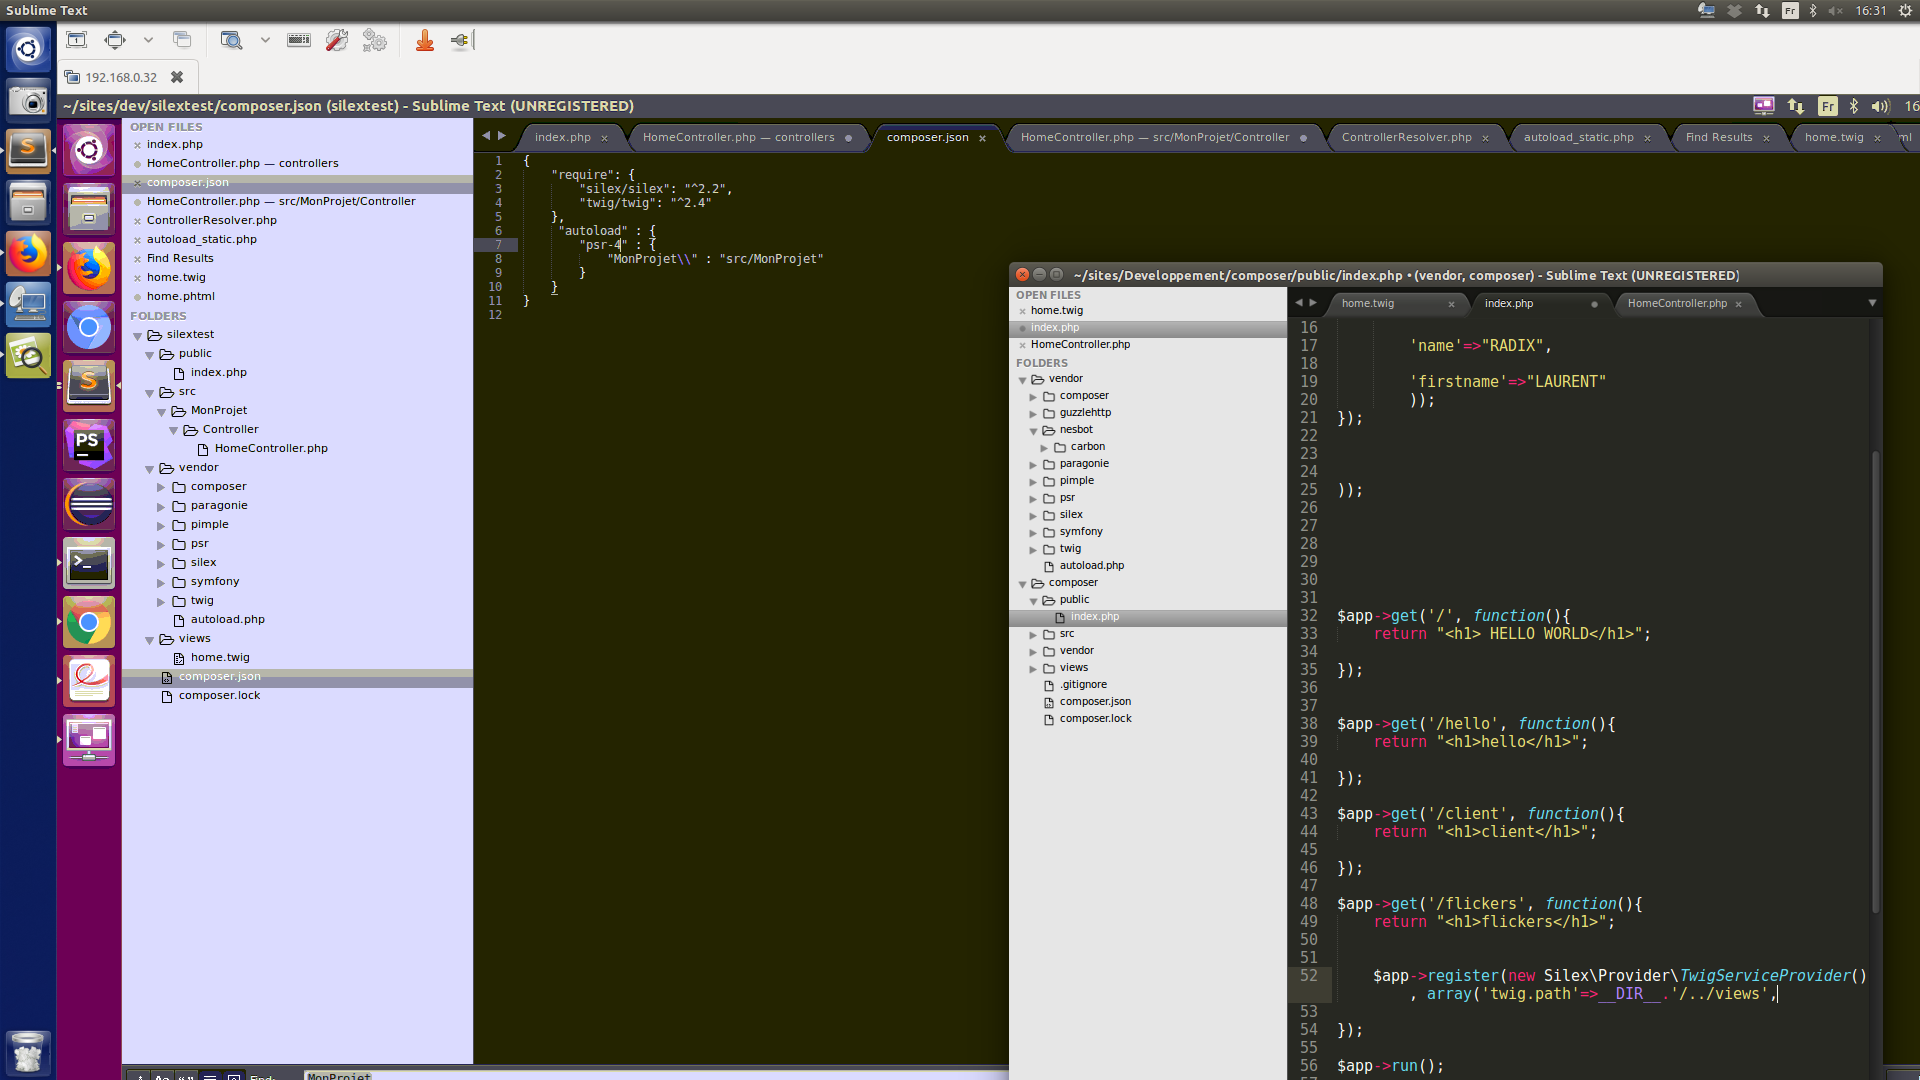 Sublime Text
Fr
16:31
192.168.0.32
~/sites/dev/silextest/composer.json (silextest) - Sublime Text (UNREGISTERED)
Fr
16
OPEN FILES
index.php
HomeController.php — controllers
composer.json
HomeController.php — src/MonProjet/Controller
ControllerResolver.php
autoload_static.php
Find Results
home.twig
home.phtml
FOLDERS
silextest
public
index.php
src
MonProjet
Controller
HomeController.php
vendor
composer
paragonie
pimple
psr
silex
symfony
twig
autoload.php
views
home.twig
composer.json
composer.lock
PS
index.php
HomeController.php — controllers
composer.json
HomeController.php — src/MonProjet/Controller
ControllerResolver.php
autoload_static.php
Find Results
home.twig
ml
1 {
2 "require": {
3 "silex/silex": "^2.2",
4 "twig/twig": "^2.4"
5 },
6 "autoload" : {
7 "psr-4" : {
8 "MonProjet\\" : "src/MonProjet"
9 }
10 }
11 }
12
Aa
Find:
MonProjet
~/sites/Developpement/composer/public/index.php • (vendor, composer) - Sublime Text (UNREGISTERED)
OPEN FILES
home.twig
index.php
HomeController.php
FOLDERS
vendor
composer
guzzlehttp
nesbot
carbon
paragonie
pimple
psr
silex
symfony
twig
autoload.php
composer
public
index.php
src
vendor
views
.gitignore
composer.json
composer.lock
home.twig
index.php
HomeController.php
16
17 'name'=>"RADIX",
18
19 'firstname'=>"LAURENT"
20 ));
21 });
22
23
24
25 ));
26
27
28
29
30
31
32 $app->get('/', function(){
33 return "<h1> HELLO WORLD</h1>";
34
35 });
36
37
38 $app->get('/hello', function(){
39 return "<h1>hello</h1>";
40
41 });
42
43 $app->get('/client', function(){
44 return "<h1>client</h1>";
45
46 });
47
48 $app->get('/flickers', function(){
49 return "<h1>flickers</h1>";
50
51
52 $app->register(new Silex\Provider\TwigServiceProvider()
, array('twig.path'=>__DIR__.'/../views',
53
54 });
55
56 $app->run();